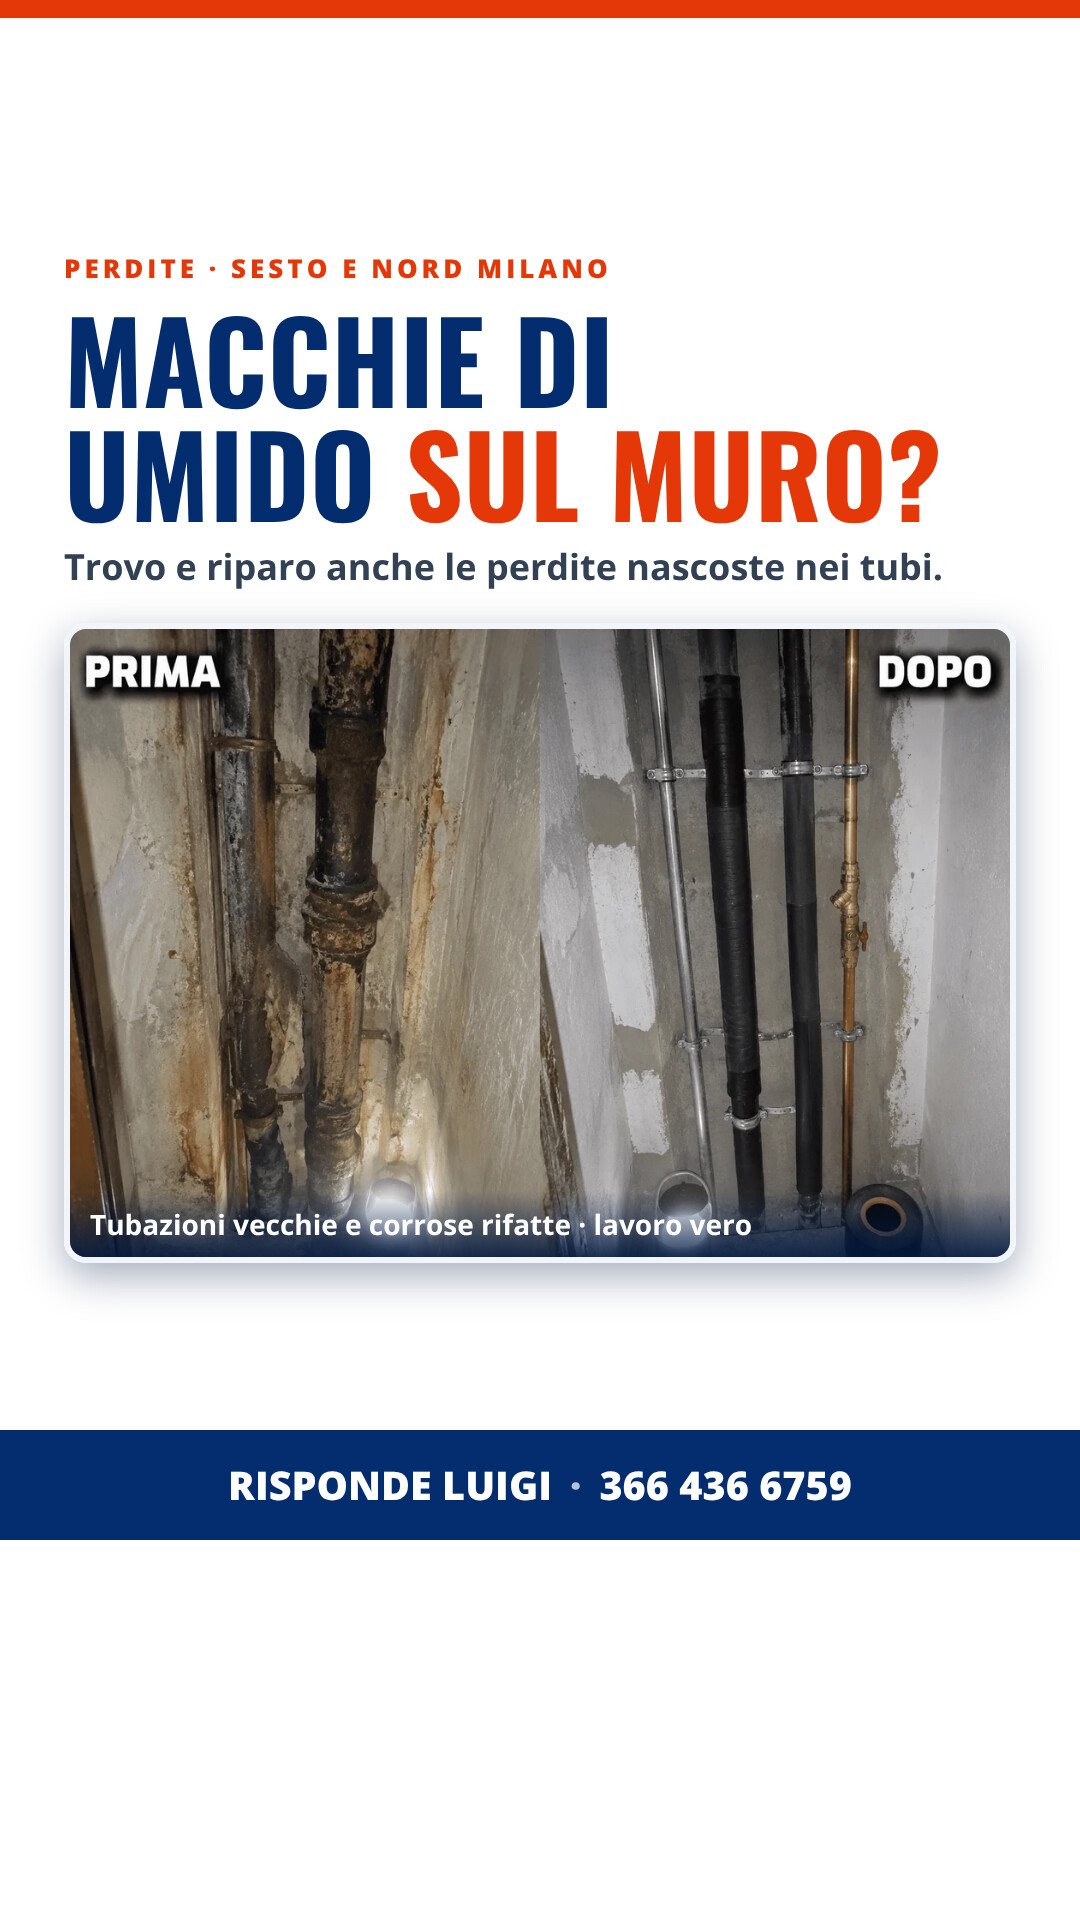 PERDITE · SESTO E NORD MILANO
MACCHIE DI
UMIDO SUL MURO?
Trovo e riparo anche le perdite nascoste nei tubi.
PRIMA
DOPO
Tubazioni vecchie e corrose rifatte · lavoro vero
RISPONDE LUIGI · 366 436 6759